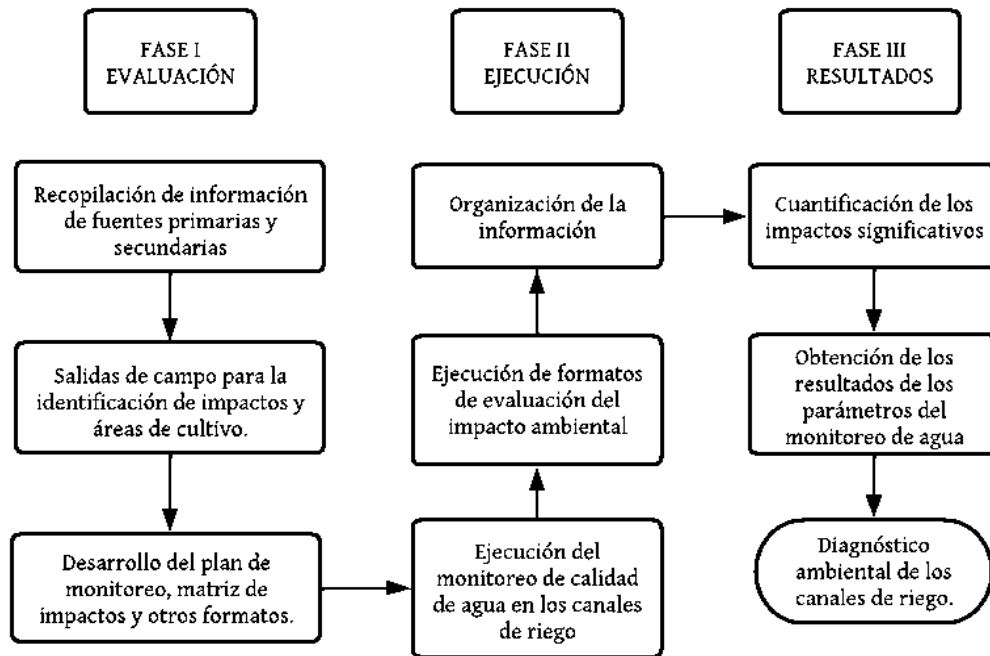 FASE I
EVALUACIÓN
FASE II
EJECUCIÓN
FASE III
RESULTADOS
Recopilación de información
de fuentes primarias y
secundarias
Salidas de campo para la
identificación de impactos y
áreas de cultivo.
Desarrollo del plan de
monitoreo, matriz de
impactos y otros formatos.
Ejecución del
monitoreo de calidad
de agua en los canales
de riego
Ejecución de formatos
de evaluación del
impacto ambiental
Organización de la
información
Cuantificación de los
impactos significativos
Obtención de los
resultados de los
parámetros del
monitoreo de agua
Diagnóstico
ambiental de los
canales de riego.